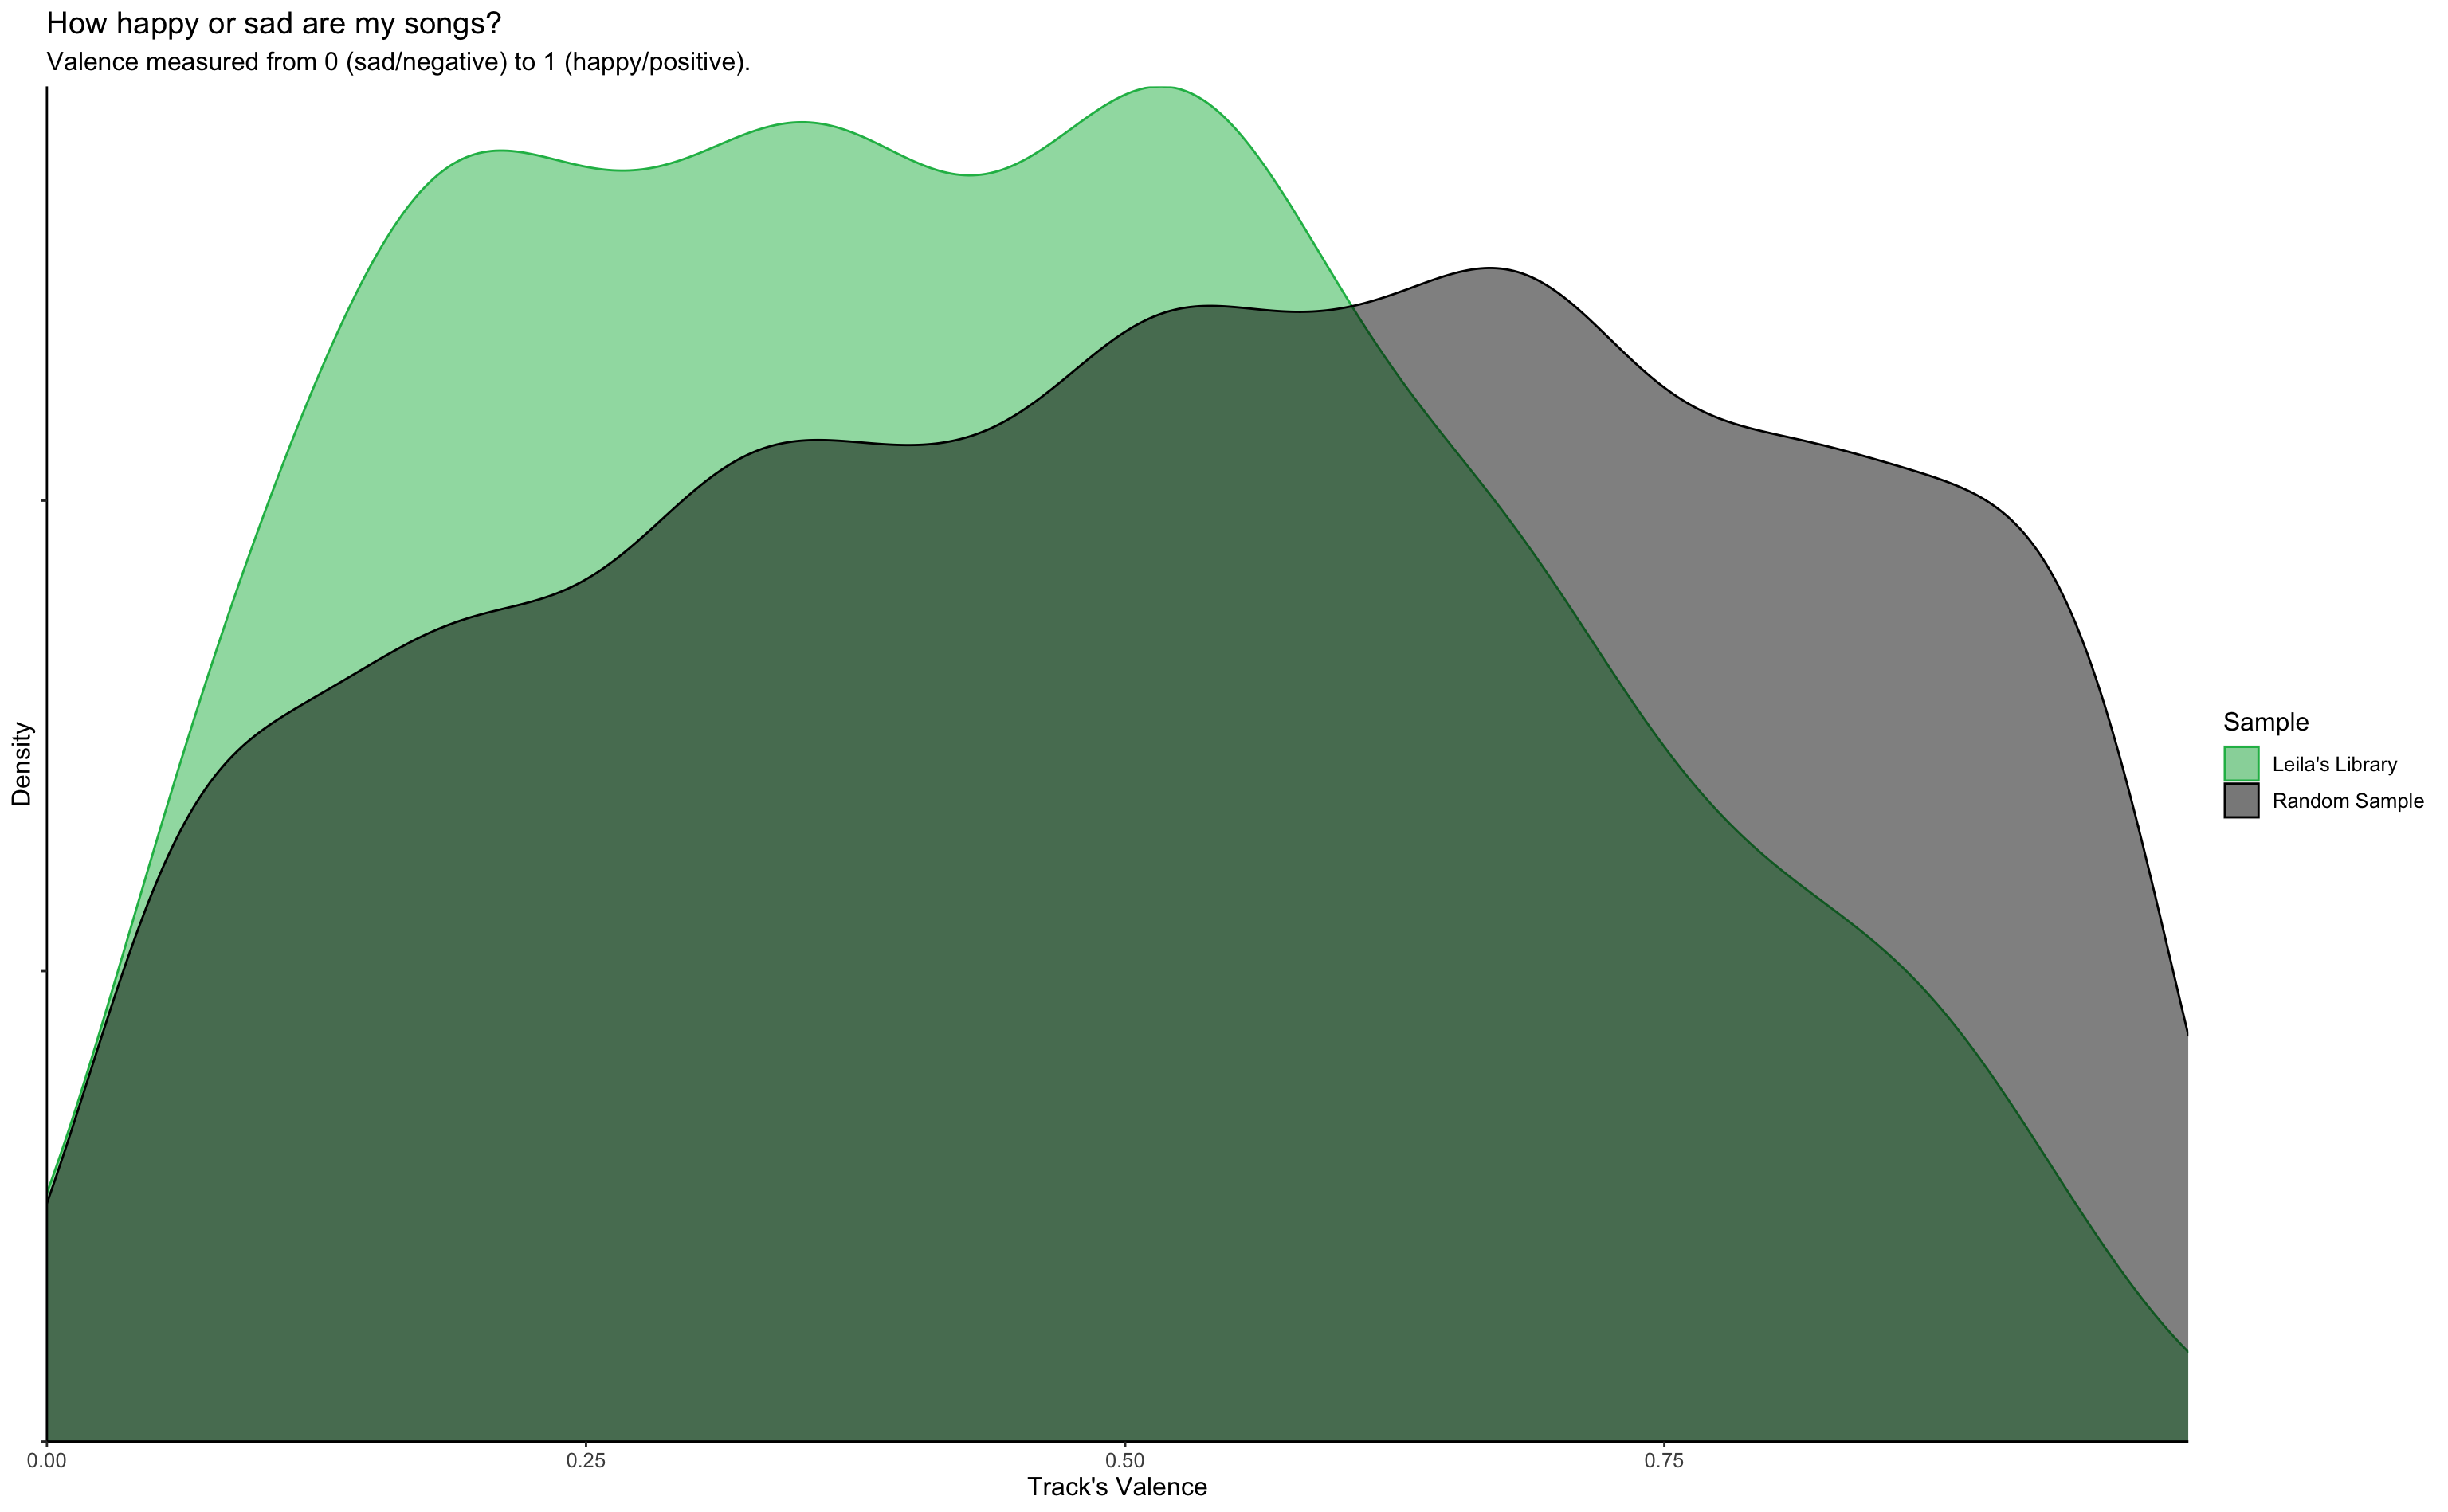 How happy or sad are my songs?
Valence measured from 0 (sad/negative) to 1 (happy/positive).
Density
Sample
Leila's Library
Random Sample
0.00 0.25 0.50 0.75
Track's Valence